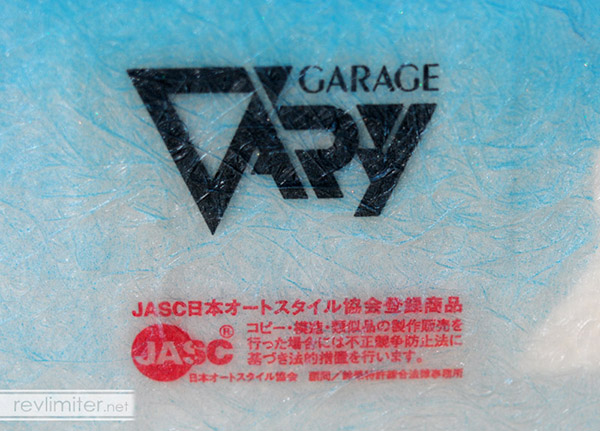 GARAGE
VARY
JASC日本オートスタイル協会登録商品
JASC®
コピー・模造・類似品の製作販売を
行った場合には不正競争防止法に
基づき法的措置を行います。
日本オートスタイル協会 顧問/
revlimiter.net